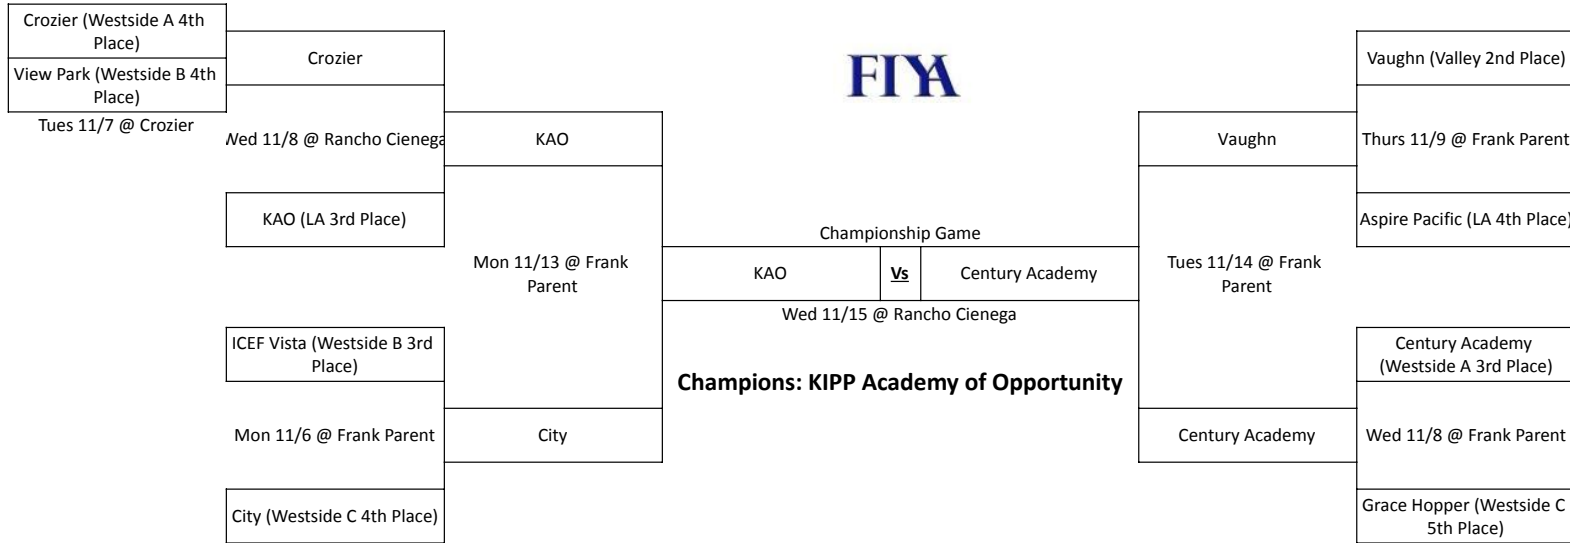 Crozier (Westside A 4th
Place)
View Park (Westside B 4th
Place)
Tues 11/7 @ Crozier
Crozier
Wed 11/8 @ Rancho Cienega
KAO (LA 3rd Place)
KAO
Mon 11/13 @ Frank
Parent
ICEF Vista (Westside B 3rd
Place)
Mon 11/6 @ Frank Parent
City (Westside C 4th Place)
City
FIYA
Championship Game
KAO
Vs
Century Academy
Wed 11/15 @ Rancho Cienega
Champions: KIPP Academy of Opportunity
Vaughn
Tues 11/14 @ Frank
Parent
Century Academy
Vaughn (Valley 2nd Place)
Thurs 11/9 @ Frank Parent
Aspire Pacific (LA 4th Place)
Century Academy
(Westside A 3rd Place)
Wed 11/8 @ Frank Parent
Grace Hopper (Westside C
5th Place)